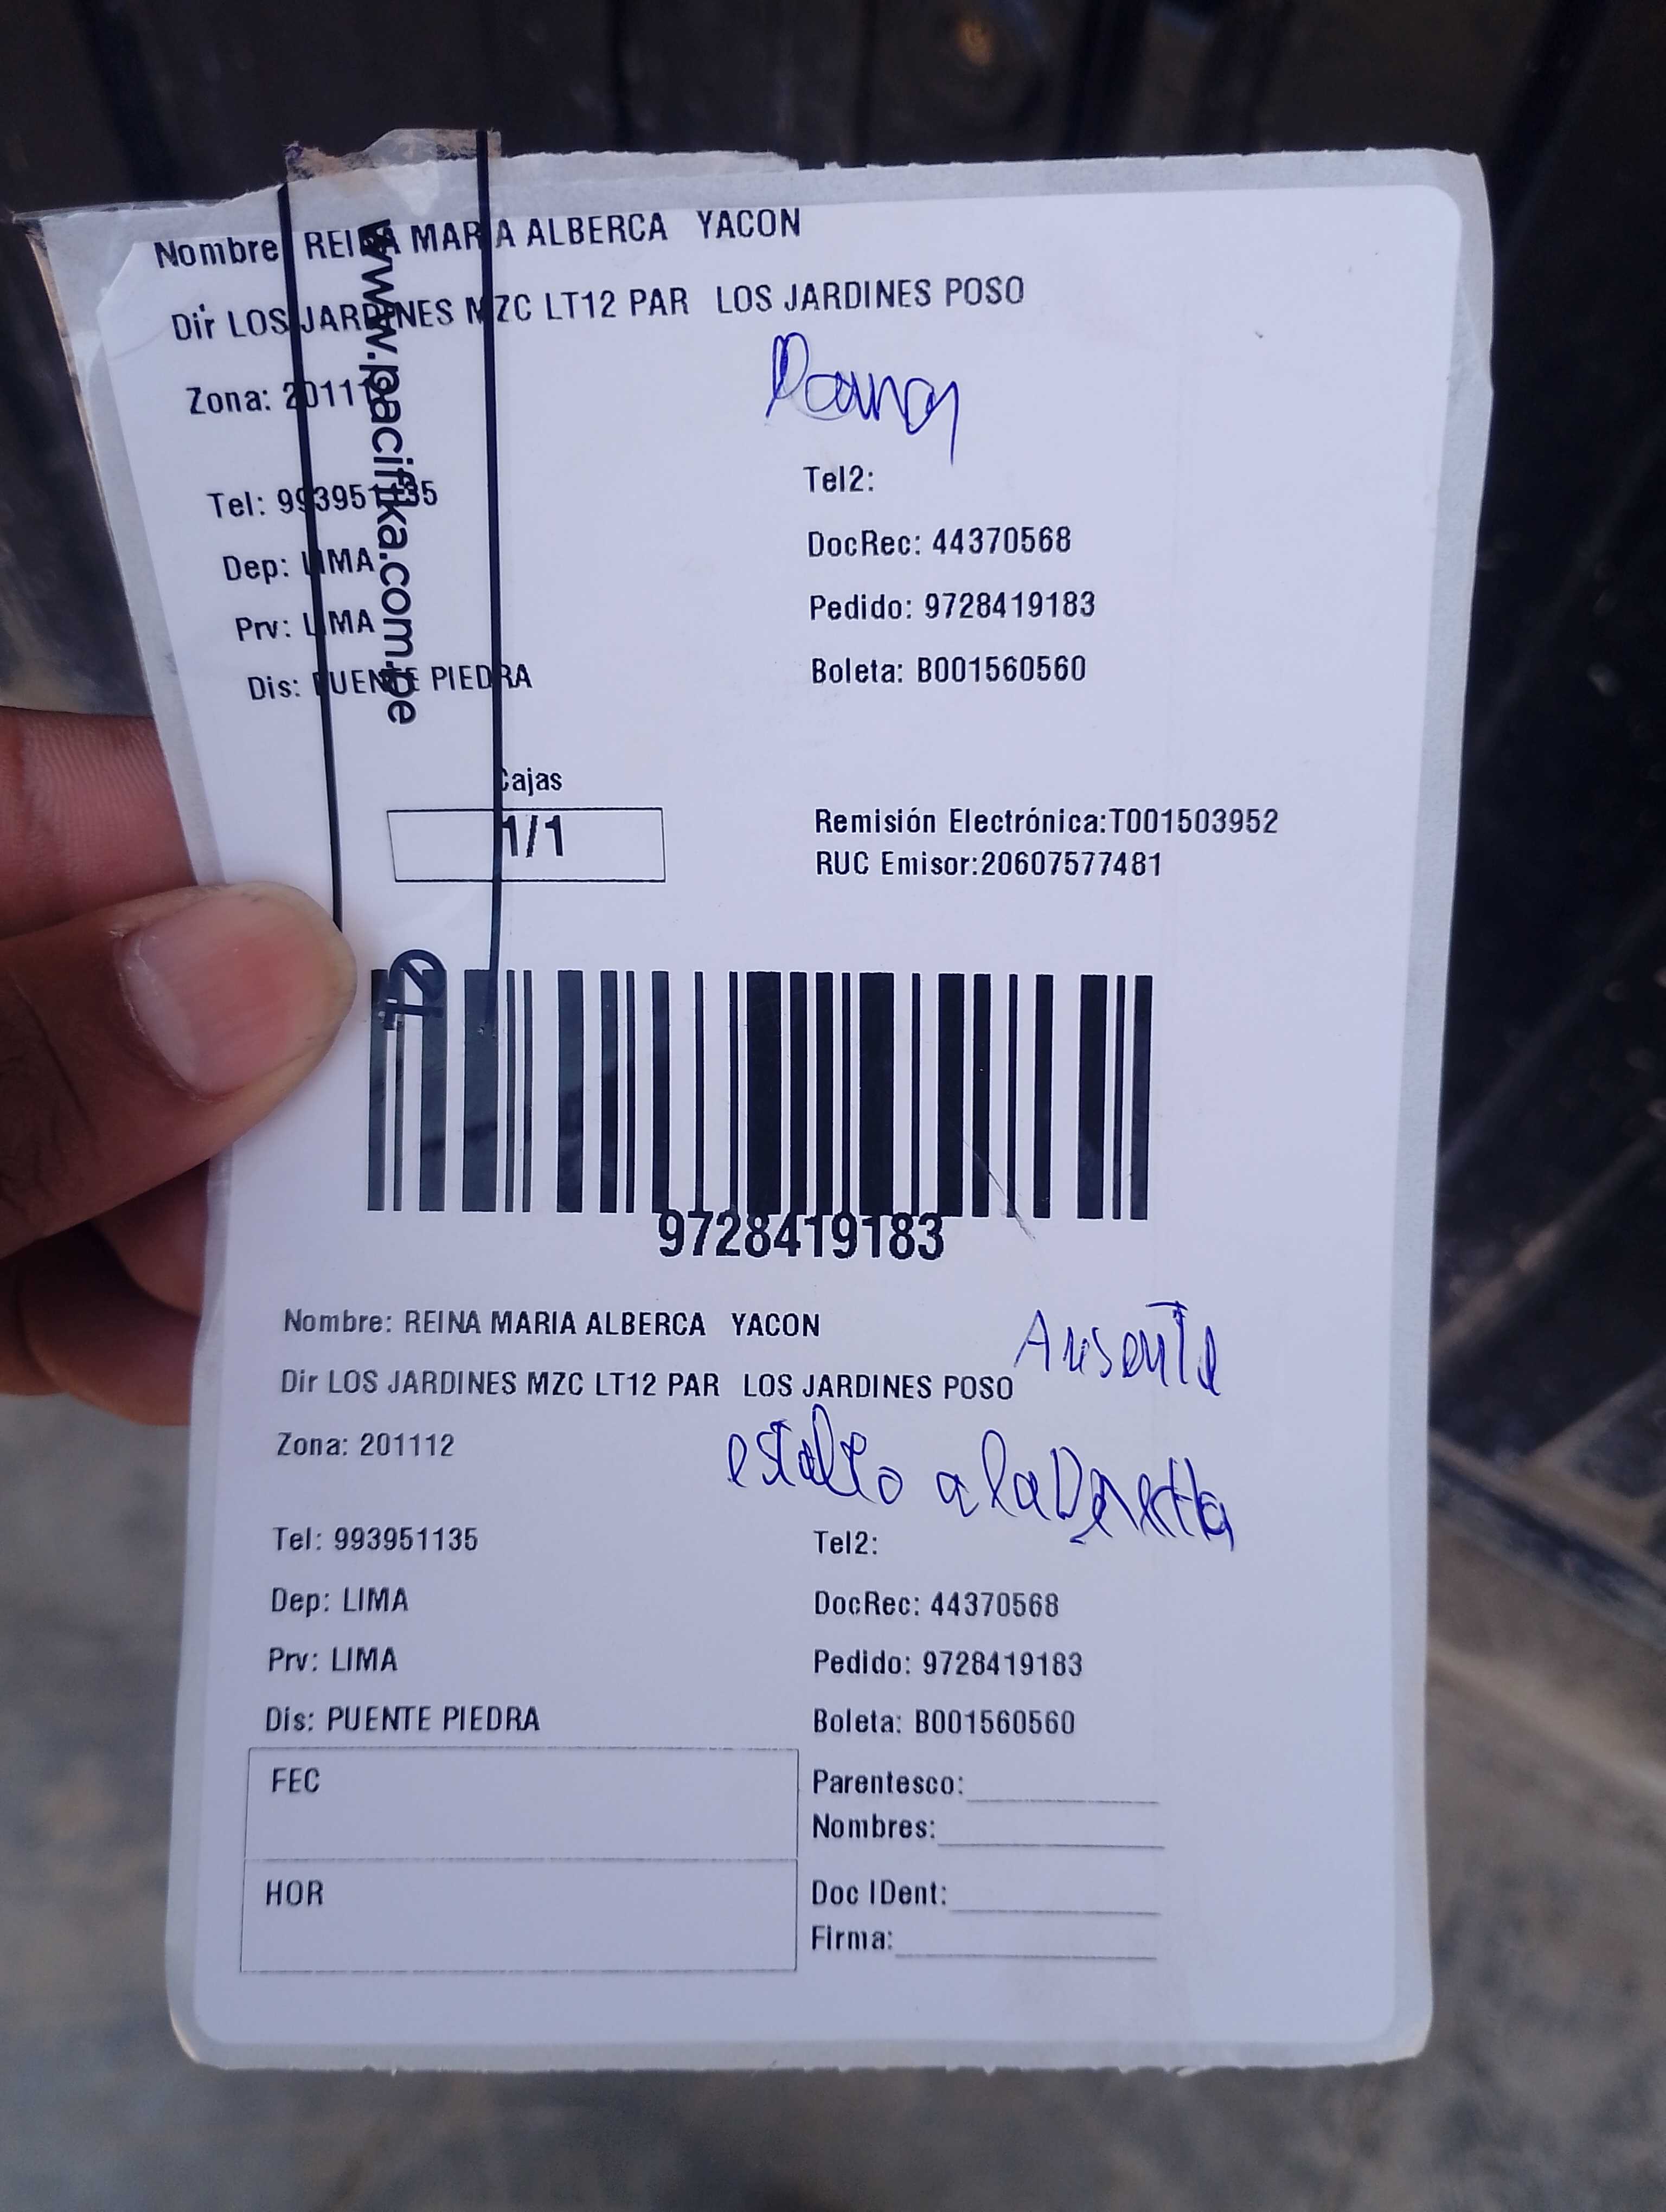 Nombre REINA MARIA ALBERCA YACON
Dir LOS JARDINES MZC LT12 PAR LOS JARDINES POSO
Zona: 20111
Tel: 993951135
Tel2:
Dep: LIMA
DocRec: 44370568
Prv: LIMA
Pedido: 9728419183
Dis: PUENTE PIEDRA
Boleta: B001560560
www.pacifika.com.pe
Cajas
1/1
Remisión Electrónica:T001503952
RUC Emisor:20607577481
9728419183
Nombre: REINA MARIA ALBERCA YACON
Ausente
Dir LOS JARDINES MZC LT12 PAR LOS JARDINES POSO
Zona: 201112
a la
Tel: 993951135
Tel2:
Dep: LIMA
DocRec: 44370568
Prv: LIMA
Pedido: 9728419183
Dis: PUENTE PIEDRA
Boleta: B001560560
FEC
Parentesco:
Nombres:
HOR
Doc IDent:
Firma: